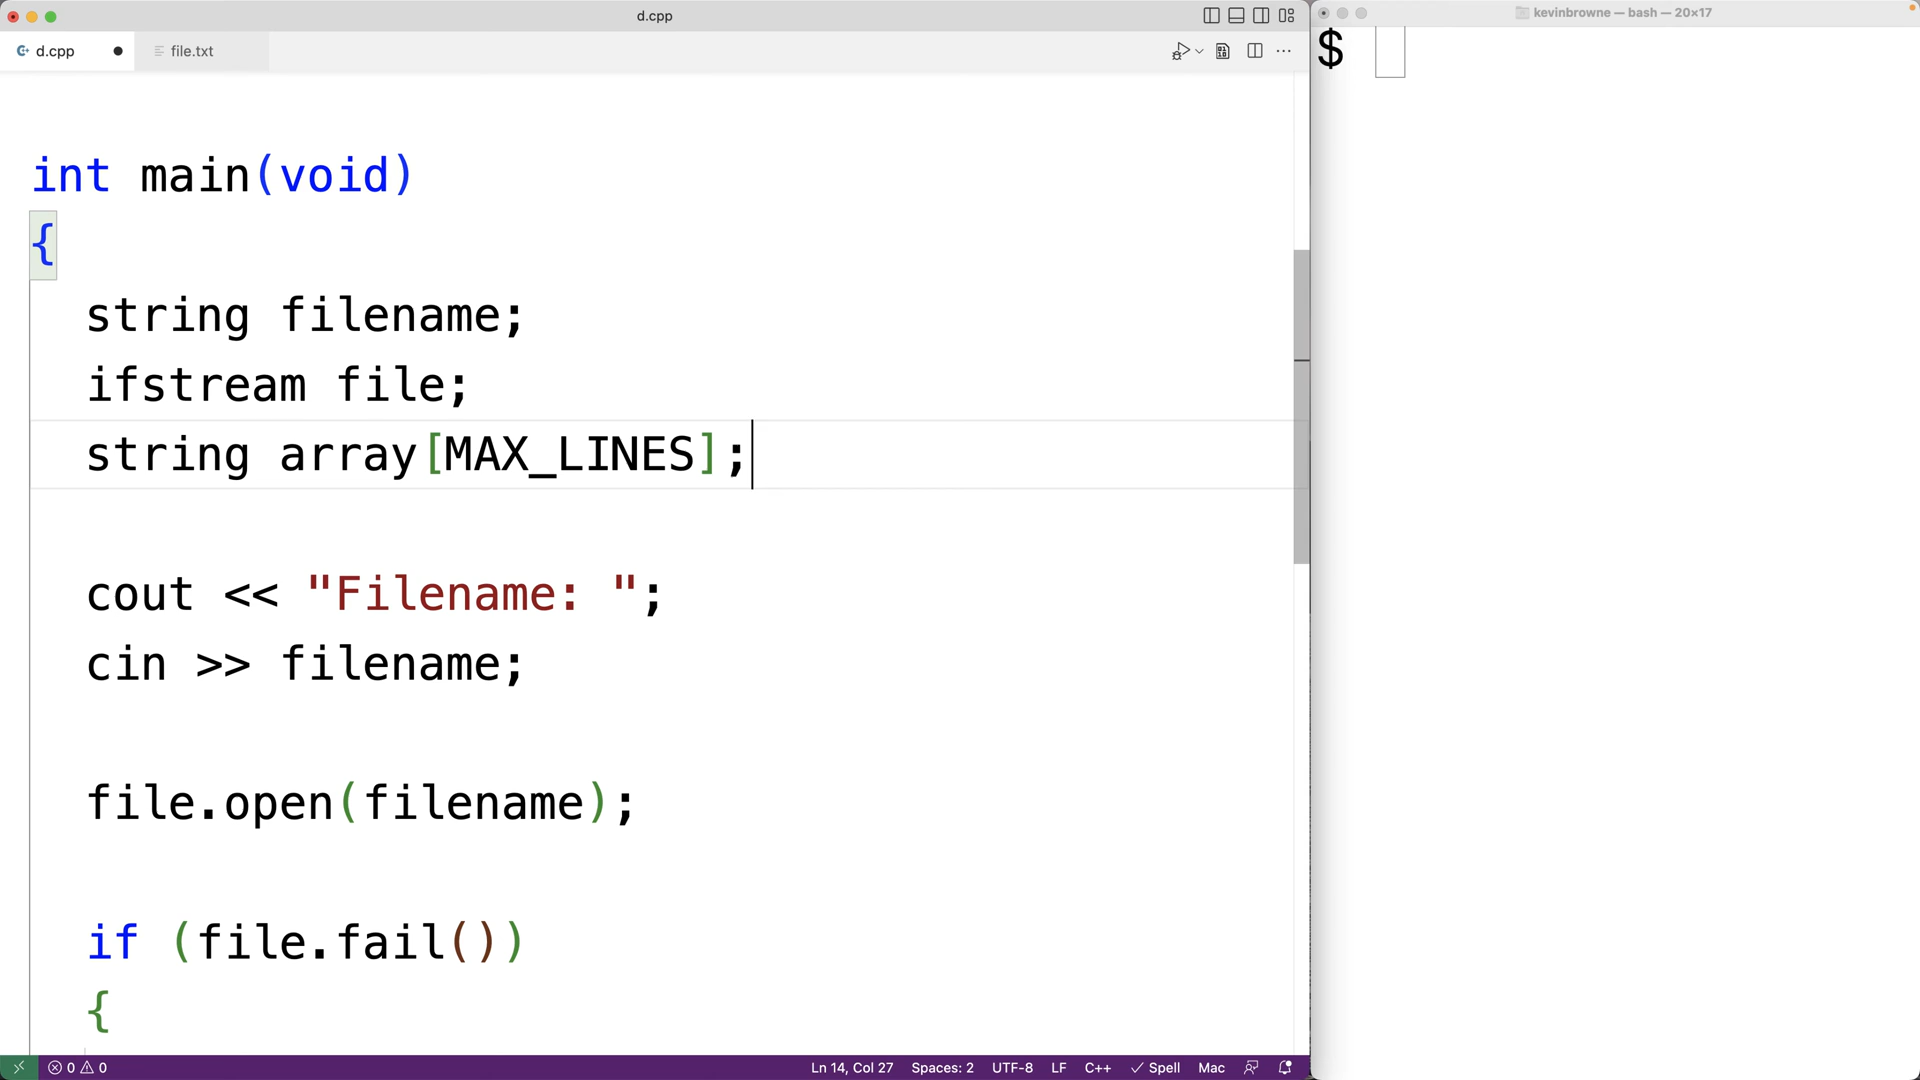 d.cpp
kevinbrowne — bash — 20×17
d.cpp
file.txt
$
int main(void)
{
string filename;
ifstream file;
string array[MAX_LINES];
cout << "Filename: ";
cin >> filename;
file.open(filename);
if (file.fail())
{
0 0
Ln 14, Col 27 Spaces: 2 UTF-8 LF C++ Spell Mac